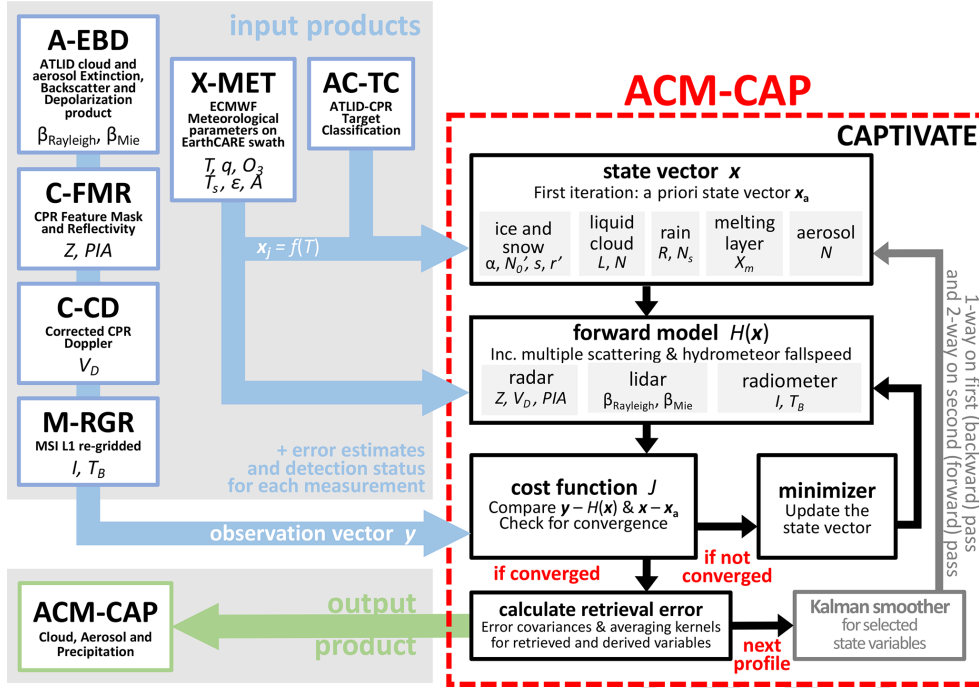 input products
A-EBD
ATLID cloud and
aerosol Extinction,
Backscatter and
Depolarization
product
βRayleigh, βMie
X-MET
ECMWF
Meteorological
parameters on
EarthCARE swath
T, q, O3
Ts, ε, A
AC-TC
ATLID-CPR
Target
Classification
C-FMR
CPR Feature Mask
and Reflectivity
Z, PIA
xj = f(T)
C-CD
Corrected CPR
Doppler
VD
M-RGR
MSI L1 re-gridded
I, TB
+ error estimates
and detection status
for each measurement
observation vector y
ACM-CAP
CAPTIVATE
state vector x
First iteration: a priori state vector xa
ice and
snow
α, N0′, s, r′
liquid
cloud
L, N
rain
R, Ns
melting
layer
Xm
aerosol
N
forward model H(x)
Inc. multiple scattering & hydrometeor fallspeed
radar
Z, VD, PIA
lidar
βRayleigh, βMie
radiometer
I, TB
cost function J
Compare y – H(x) & x – xa
Check for convergence
minimizer
Update the
state vector
if converged
if not
converged
calculate retrieval error
Error covariances & averaging kernels
for retrieved and derived variables
next
profile
Kalman smoother
for selected
state variables
1-way on first (backward) pass
and 2-way on second (forward) pass
output
product
ACM-CAP
Cloud, Aerosol and
Precipitation